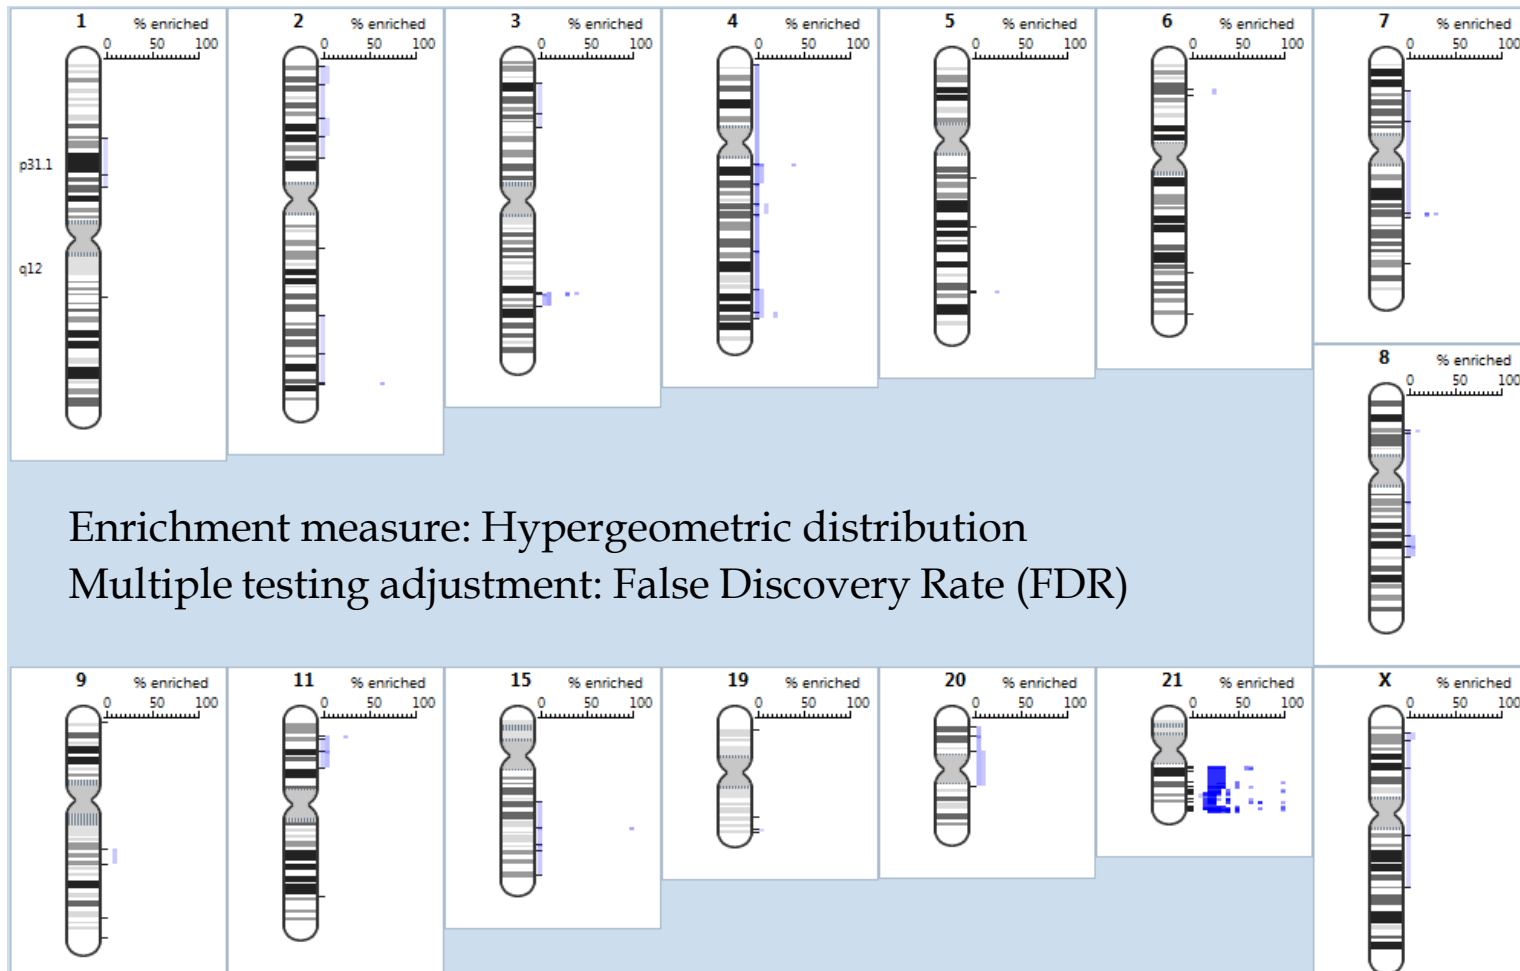 1 % enriched
0 50 100
p31.1
q12
2 % enriched
0 50 100
3 % enriched
0 50 100
4 % enriched
0 50 100
5 % enriched
0 50 100
6 % enriched
0 50 100
7 % enriched
0 50 100
8 % enriched
0 50 100
Enrichment measure: Hypergeometric distribution
Multiple testing adjustment: False Discovery Rate (FDR)
9 % enriched
0 50 100
11 % enriched
0 50 100
15 % enriched
0 50 100
19 % enriched
0 50 100
20 % enriched
0 50 100
21 % enriched
0 50 100
X % enriched
0 50 100